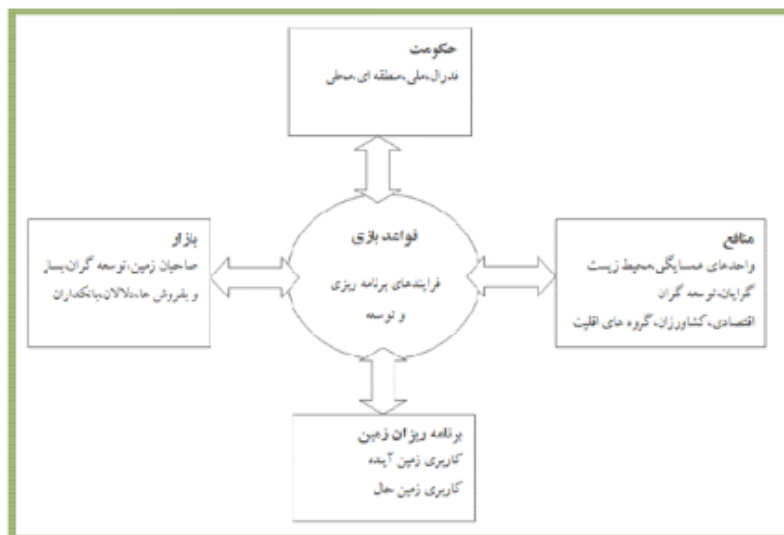 حکومت
فدرال،ملی،منطقه ای،محلی
قواعد بازی
فرایندهای برنامه ریزی
و توسعه
منافع
واحدهای همسایگی،محیط زیست
گرایان،توسعه گران
اقتصادی،کشاورزان،گروه های اقلیت
بازار
صاحبان زمین،توسعه گران،بساز
و بفروش ها،دلالان،بانکداران
برنامه ریزان زمین
کاربری زمین آینده
کاربری زمین حال